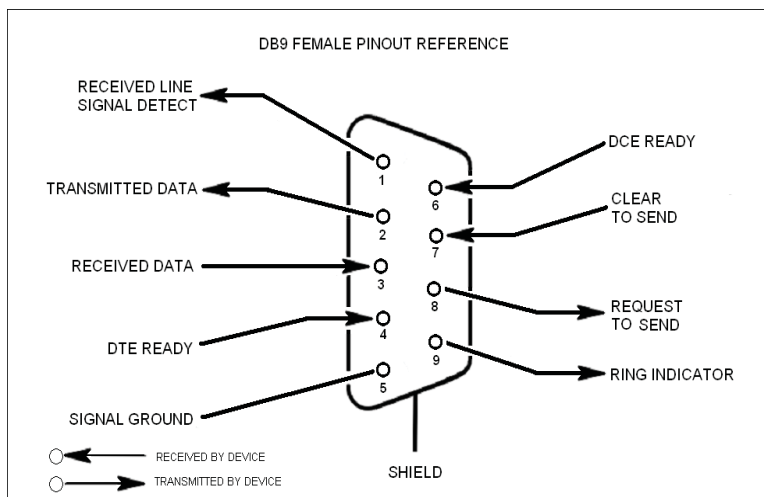 DB9 FEMALE PINOUT REFERENCE
RECEIVED LINE
SIGNAL DETECT
TRANSMITTED DATA
RECEIVED DATA
DTE READY
SIGNAL GROUND
1
2
3
4
5
6
7
8
9
DCE READY
CLEAR
TO SEND
REQUEST
TO SEND
RING INDICATOR
SHIELD
RECEIVED BY DEVICE
TRANSMITTED BY DEVICE